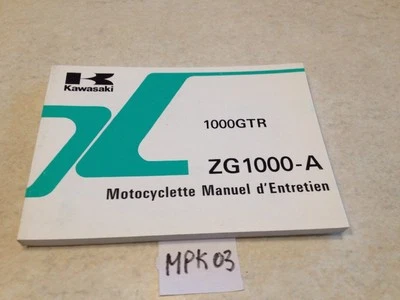 Kawasaki
1000GTR
ZG1000-A
Motocyclette Manuel d'Entretien
MPK03